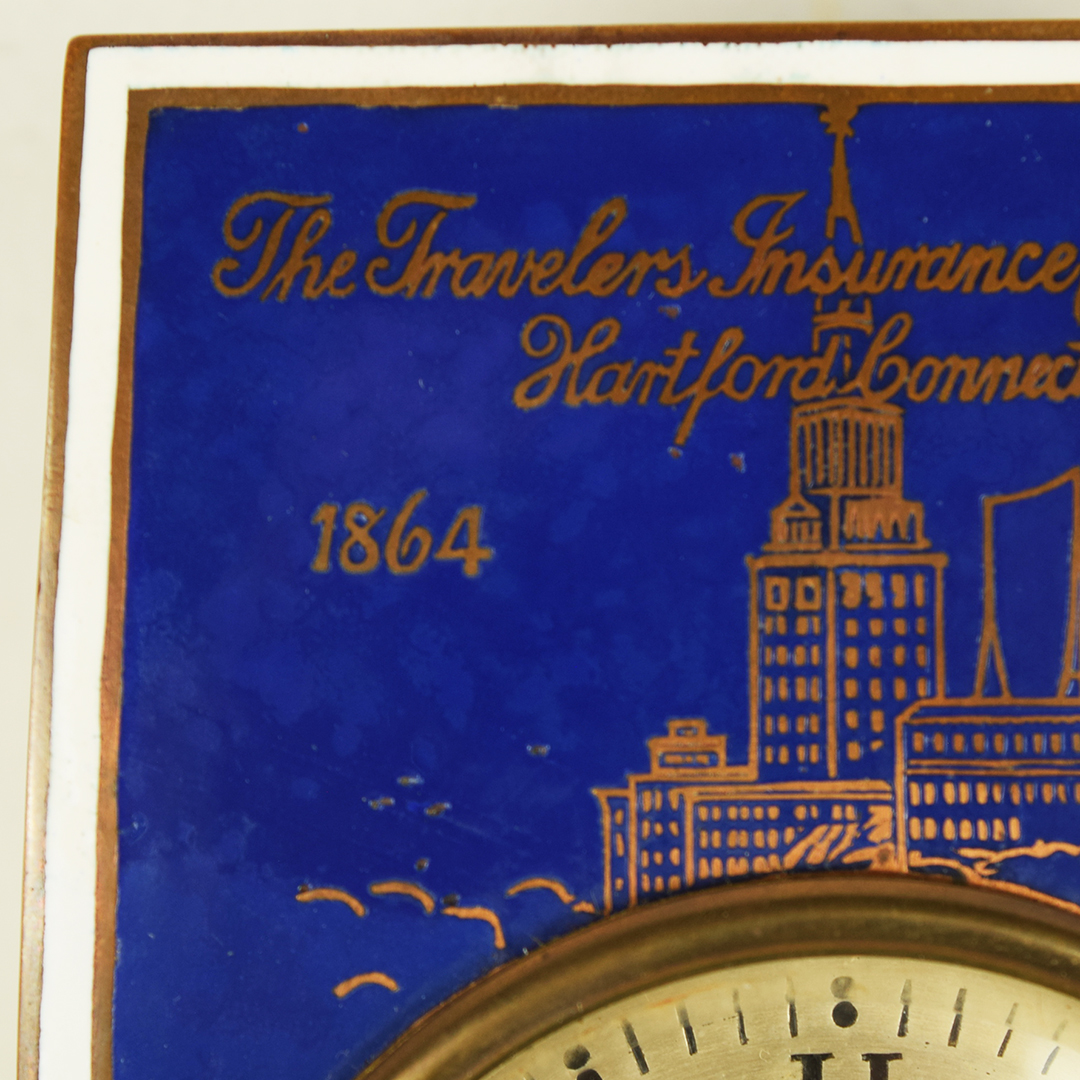 The Travelers Insurance
Hartford Connect
1864